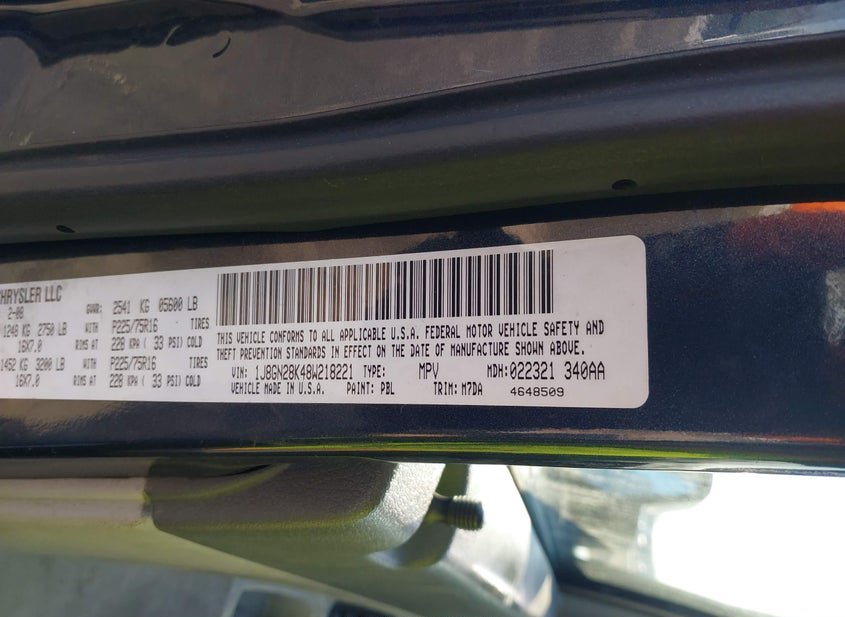 HRYSLER LLC
2-08 GVWR: 2541 KG 05600 LB
1248 KG 2750 LB WITH P225/75R16 TIRES
16X7.0 RIMS AT 228 KPA ( 33 PSI) COLD
1452 KG 3200 LB WITH P225/75R16 TIRES
16X7.0 RIMS AT 228 KPA ( 33 PSI) COLD
THIS VEHICLE CONFORMS TO ALL APPLICABLE U.S.A. FEDERAL MOTOR VEHICLE SAFETY AND
THEFT PREVENTION STANDARDS IN EFFECT ON THE DATE OF MANUFACTURE SHOWN ABOVE.
VIN: 1J8GN28K48W218221 TYPE: MPV MDH: 022321 340AA
VEHICLE MADE IN U.S.A. PAINT: PBL TRIM: M7DA 4648509